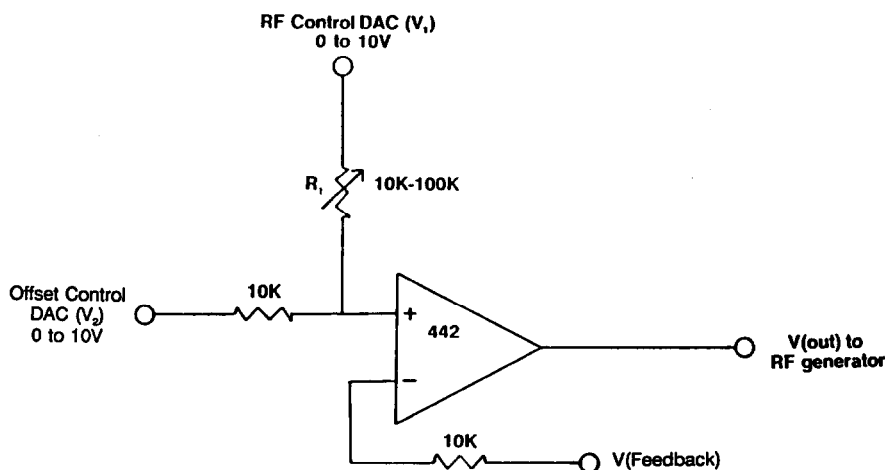 RF Control DAC (V₁)
0 to 10V
R₁
10K-100K
Offset Control
DAC (V₂)
0 to 10V
10K
+
442
−
V(out) to
RF generator
10K
V(Feedback)